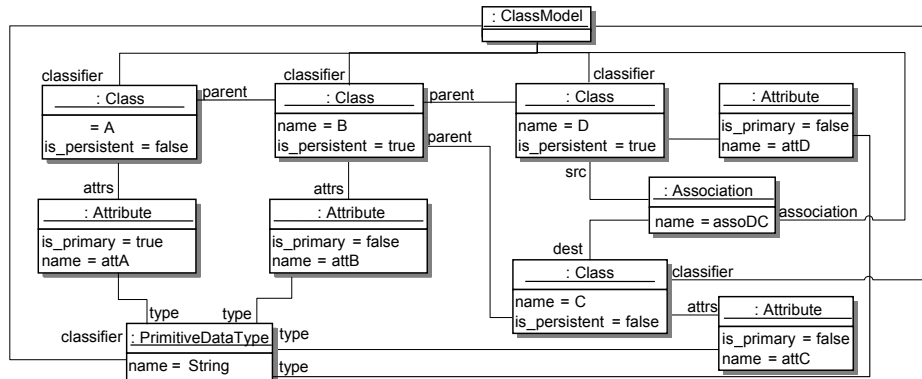 : ClassModel
classifier
classifier
classifier
: Class
parent
: Class
parent
: Class
: Attribute
= A
is_persistent = false
name = B
is_persistent = true
parent
name = D
is_persistent = true
is_primary = false
name = attD
attrs
attrs
src
: Attribute
: Attribute
: Association
is_primary = true
name = attA
is_primary = false
name = attB
name = assoDC
association
dest
: Class
classifier
name = C
is_persistent = false
attrs
: Attribute
type
type
is_primary = false
name = attC
classifier
: PrimitiveDataType
type
name = String
type